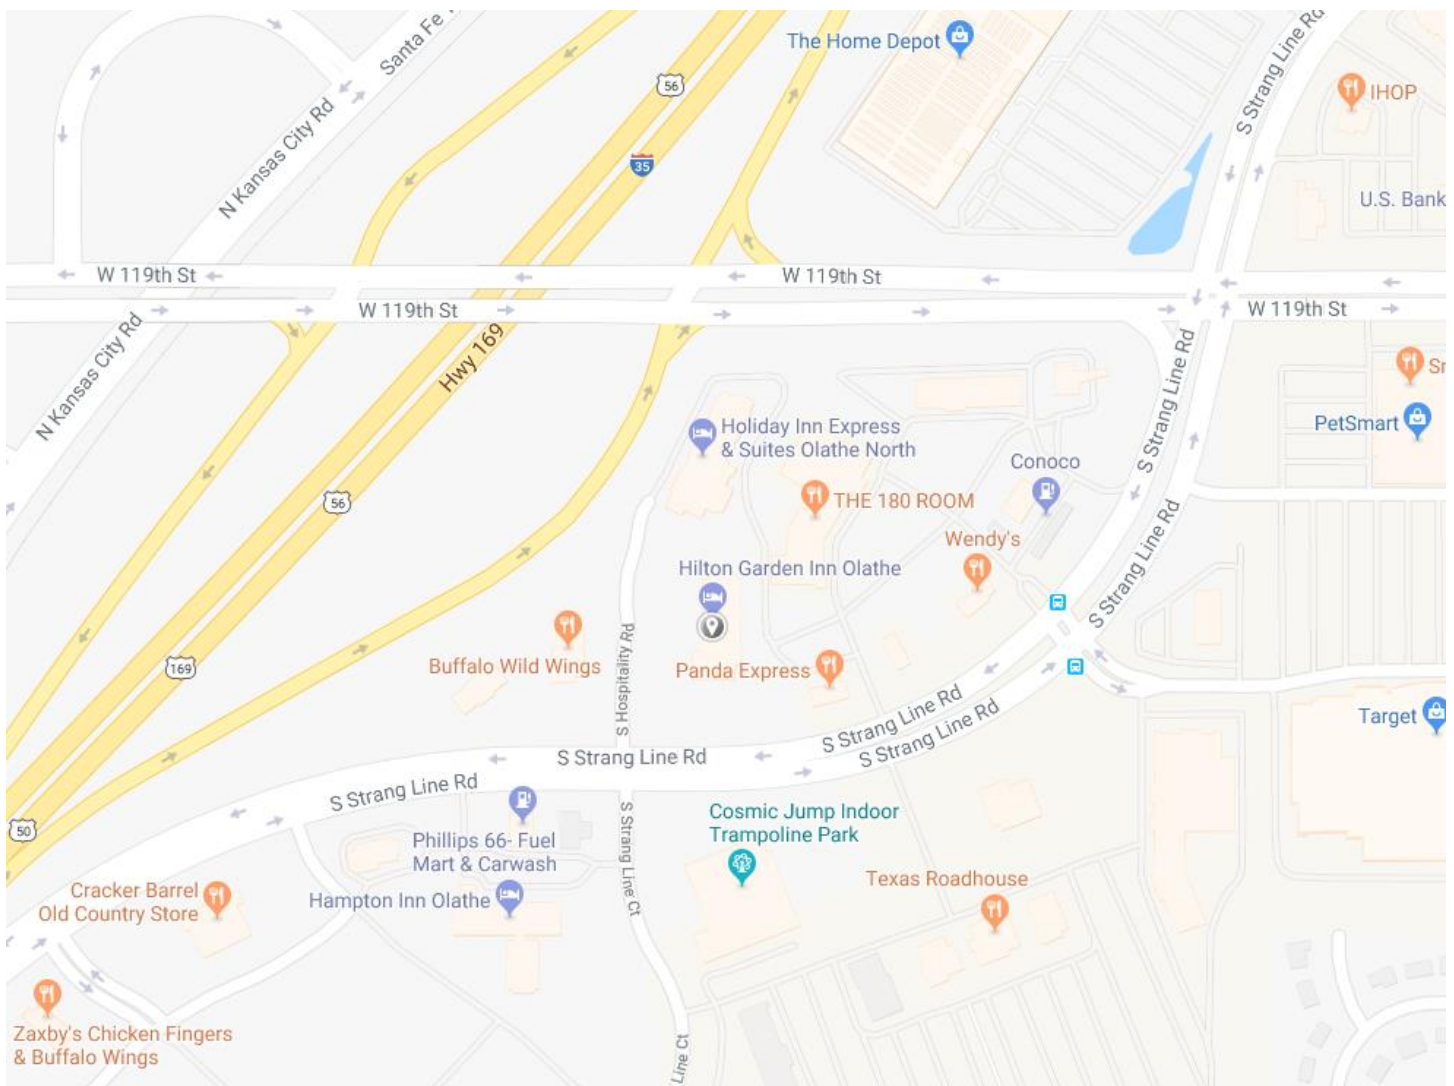 The Home Depot
Santa Fe
56
S Strang Line Rd
IHOP
N Kansas City Rd
35
U.S. Bank
W 119th St
W 119th St
W 119th St
W 119th St
N Kansas City Rd
Hwy 169
S Strang Line Rd
PetSmart
Holiday Inn Express
& Suites Olathe North
Conoco
56
THE 180 ROOM
Wendy's
S Strang Line Rd
Hilton Garden Inn Olathe
Buffalo Wild Wings
169
Panda Express
S Hospitality Rd
S Strang Line Rd
S Strang Line Rd
Target
S Strang Line Rd
S Strang Line Rd
50
Phillips 66- Fuel
Mart & Carwash
S Strang Line Ct
Cosmic Jump Indoor
Trampoline Park
Texas Roadhouse
Cracker Barrel
Old Country Store
Hampton Inn Olathe
Zaxby's Chicken Fingers
& Buffalo Wings
Line Ct